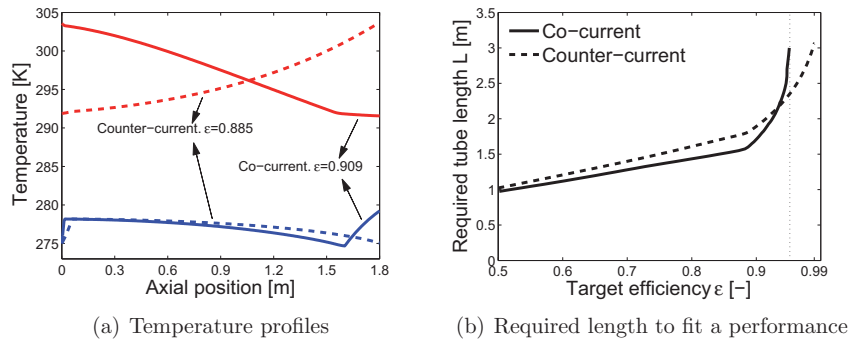 305
300
295
290
280
275
Temperature [K]
Counter−current. ε=0.885
Co−current. ε=0.909
0
0.3
0.6
0.9
1.2
1.5
1.8
Axial position [m]
(a) Temperature profiles
3.5
3
2.5
2
1.5
1
0.5
0
Required tube length L [m]
Co−current
Counter−current
0.5
0.6
0.7
0.8
0.9
0.99
Target efficiency ε [−]
(b) Required length to fit a performance